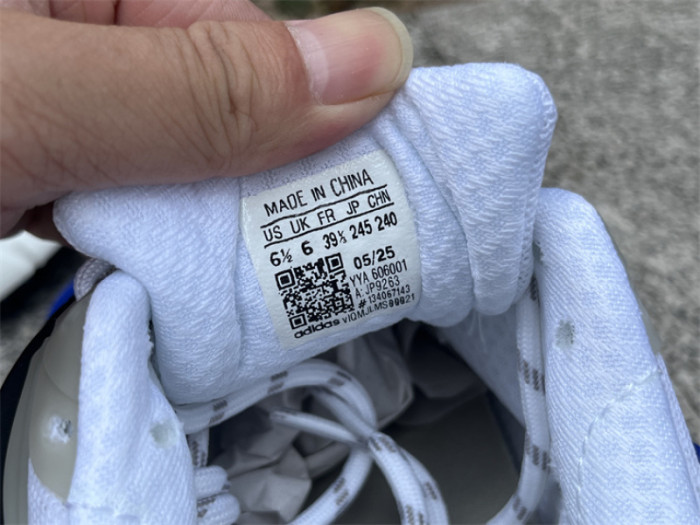 MADE IN CHINA
US UK FR JP CHN
6½ 6 39⅓ 245 240
05/25
YYA 606001
A: JP9263
# 134067143
adidas